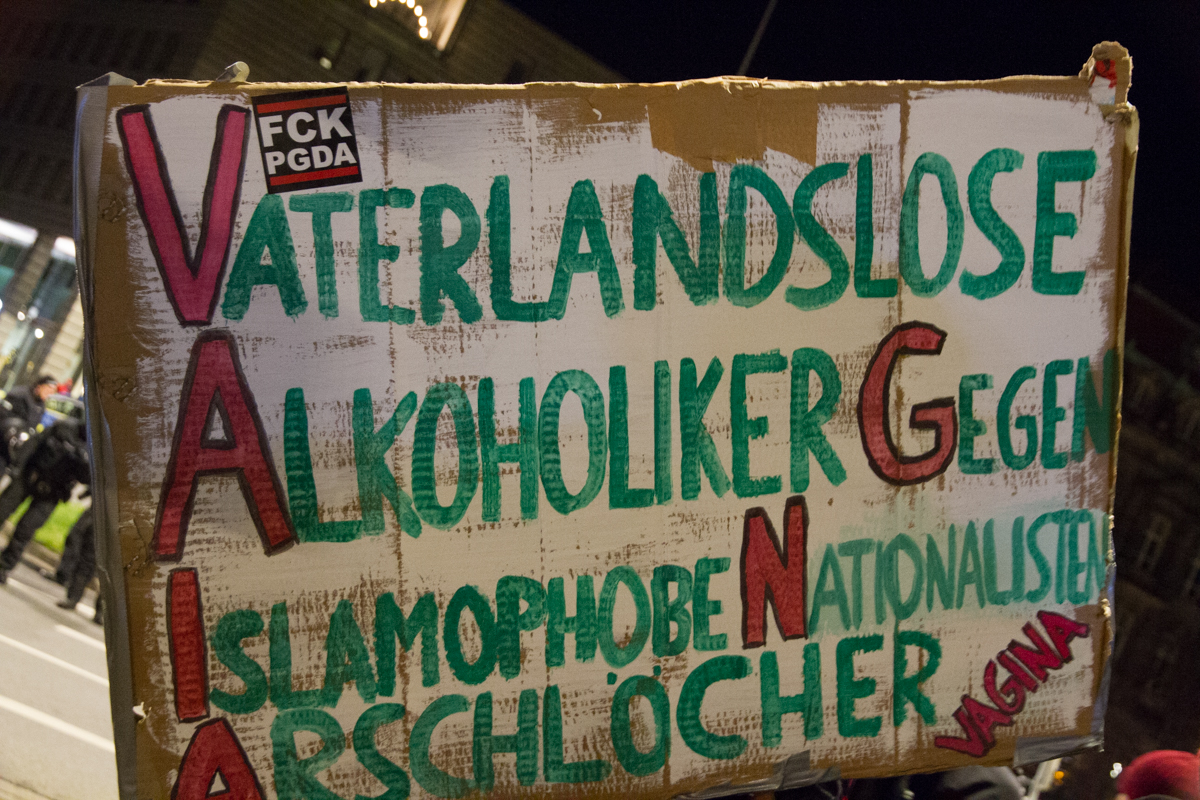 FCK
PGDA
VATERLANDSLOSE
ALKOHOLIKER GEGEN
ISLAMOPHOBE NATIONALISTEN
ARSCHLÖCHER
VAGINA